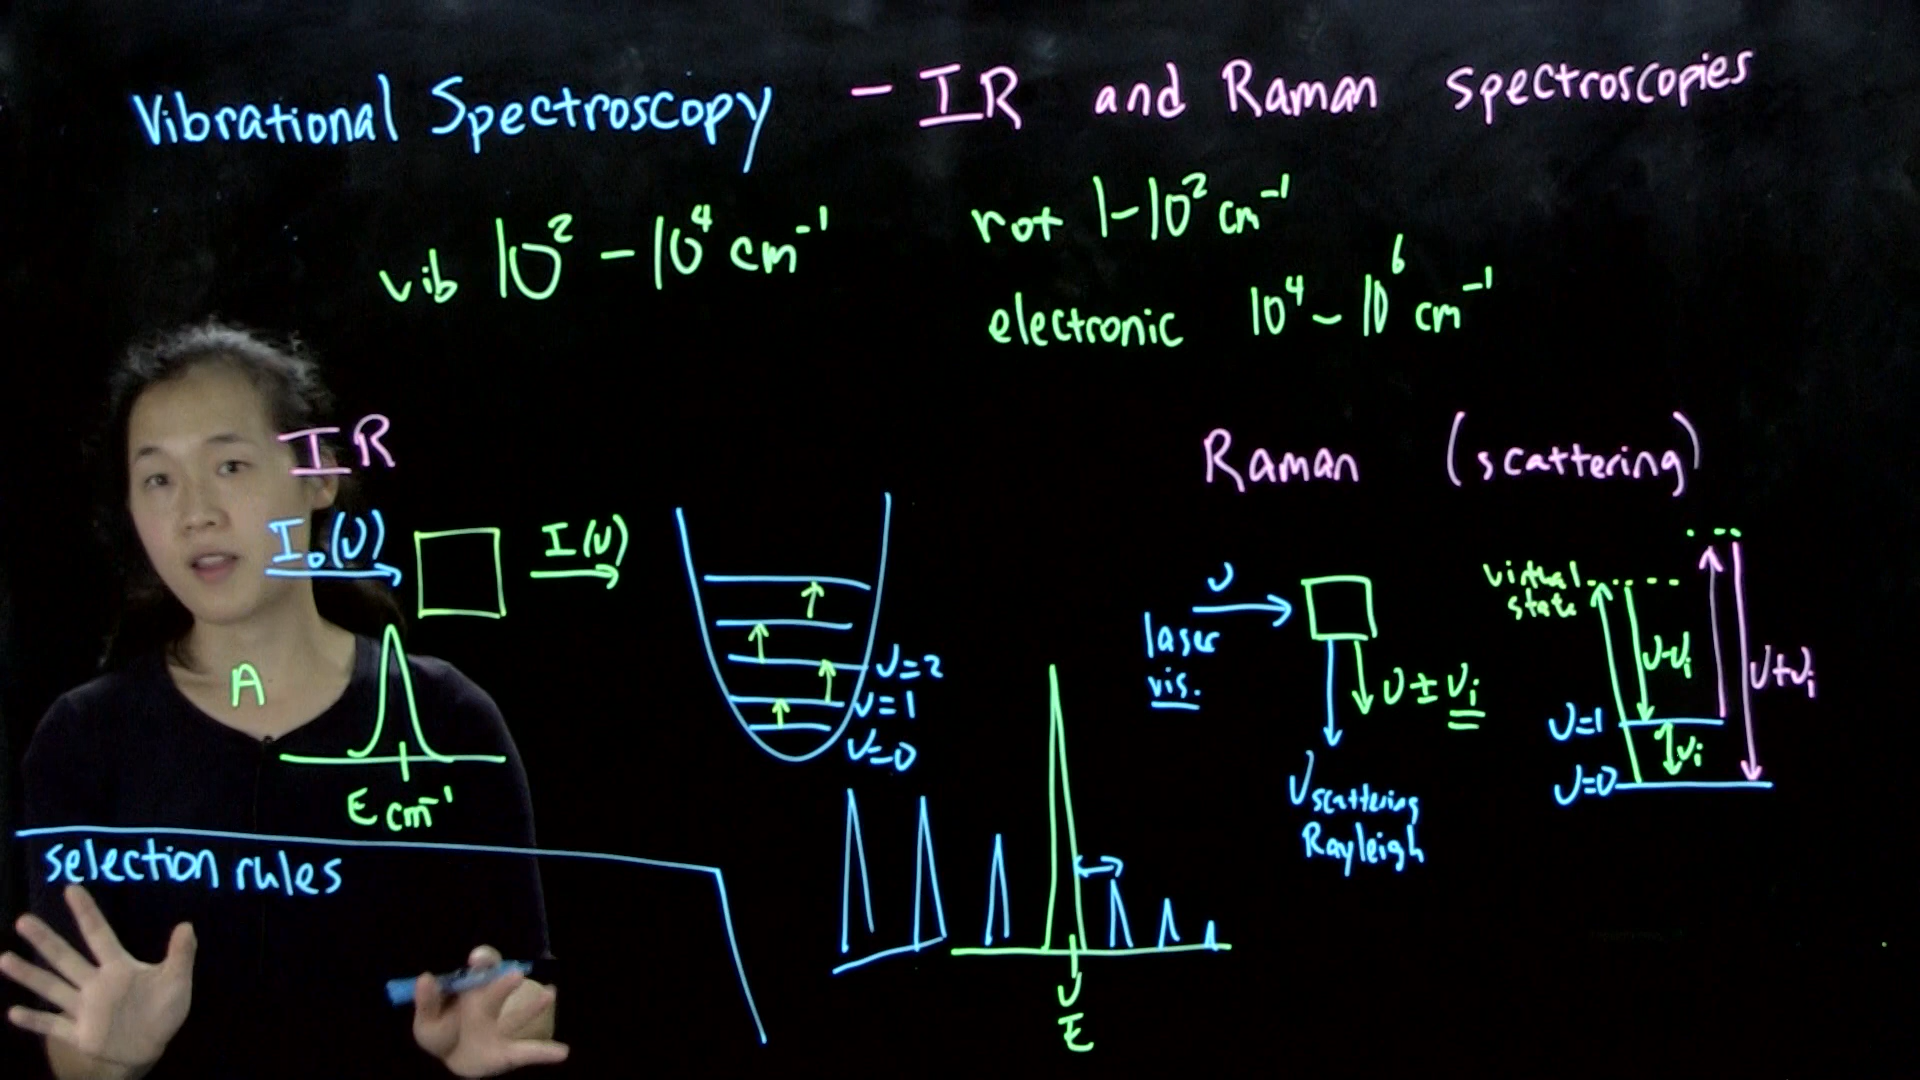 Vibrational Spectroscopy - IR and Raman spectroscopies
vib 10² - 10⁴ cm⁻¹
rot 1-10² cm⁻¹
electronic 10⁴ - 10⁶ cm⁻¹
IR
I₀(ν)
I(ν)
A
E cm⁻¹
selection rules
v=2
v=1
v=0
ν
E
Raman (scattering)
ν
laser
vis.
ν ± νᵢ
ν scattering
Rayleigh
virtual
state
ν-νᵢ
ν+νᵢ
v=1
νᵢ
v=0